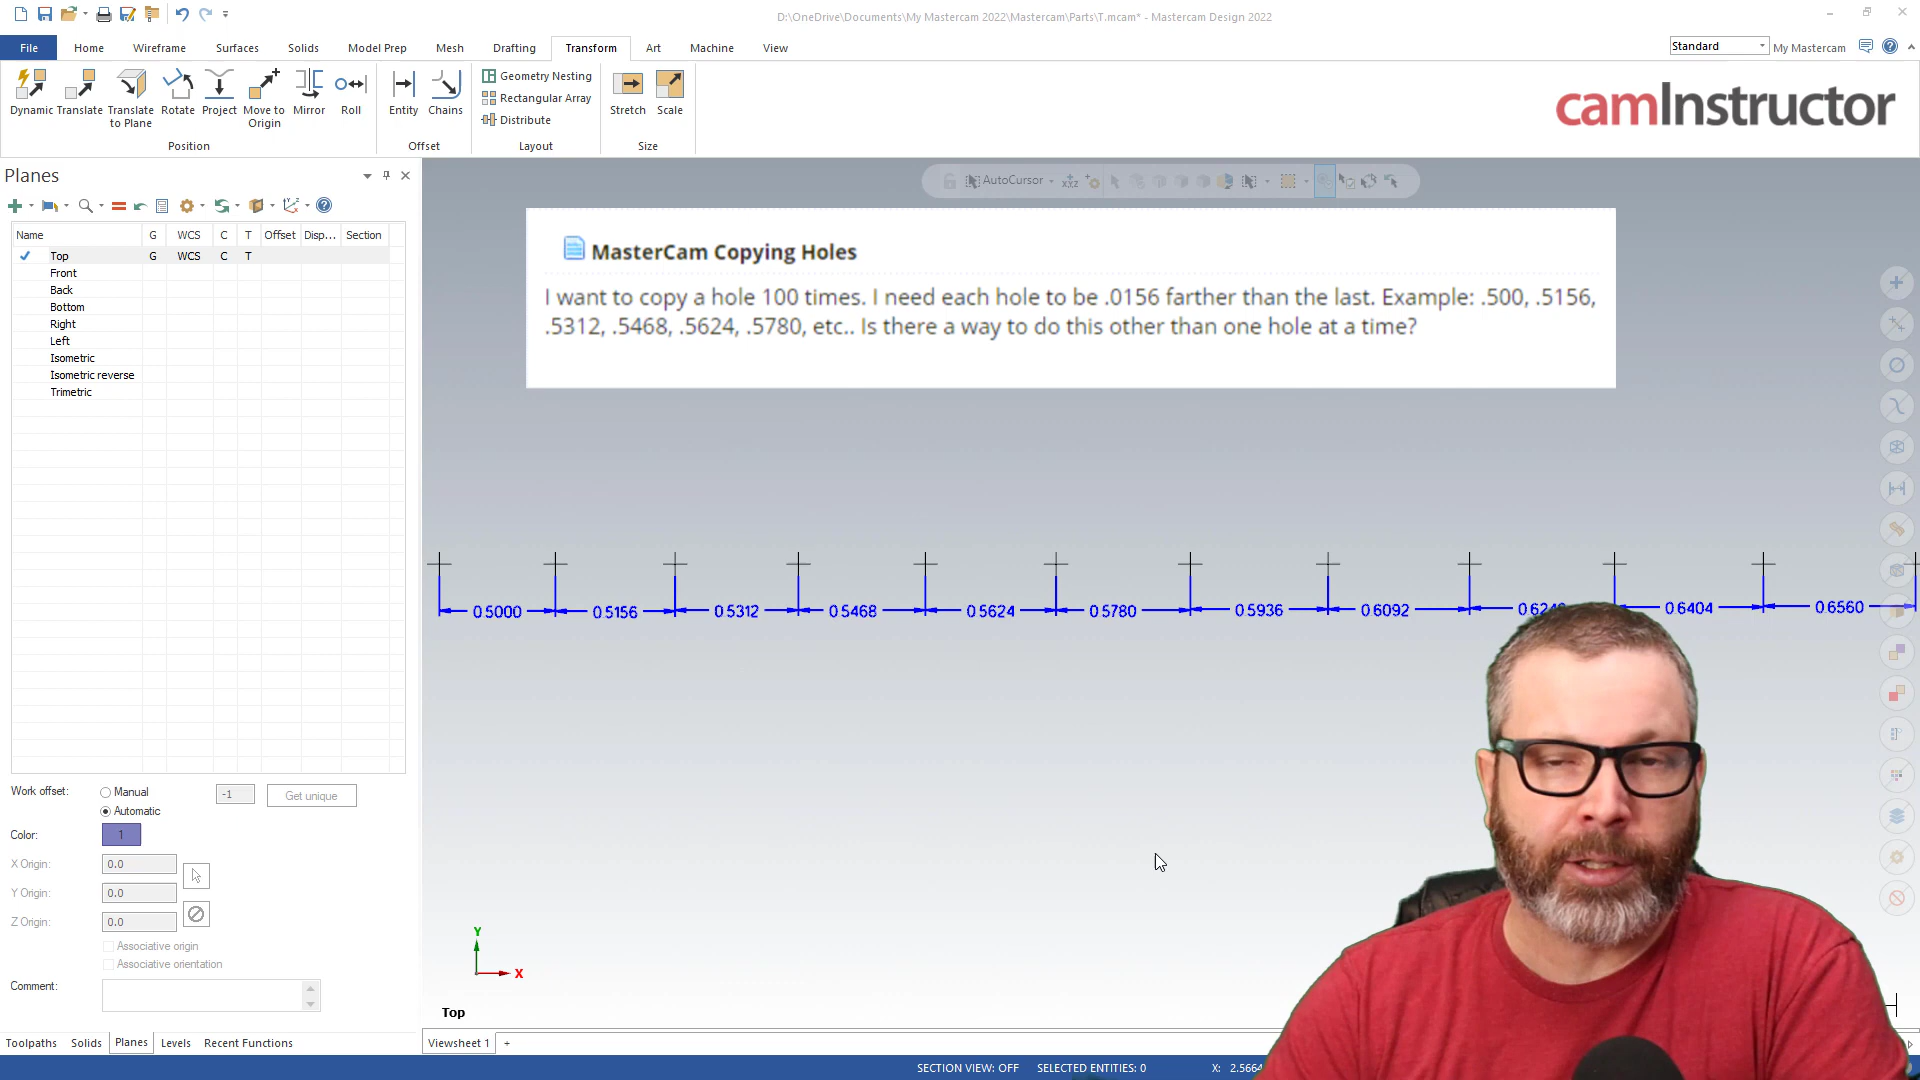 D:\OneDrive\Documents\My Mastercam 2022\Mastercam\Parts\T.mcam* - Mastercam Design 2022
File Home Wireframe Surfaces Solids Model Prep Mesh Drafting Transform Art Machine View
Standard My Mastercam
Dynamic Translate Translate to Plane Rotate Project Move to Origin Mirror Roll
Position
Entity Chains
Offset
Geometry Nesting
Rectangular Array
Distribute
Layout
Stretch Scale
Size
camInstructor
Planes
Name G WCS C T Offset Disp... Section
Top G WCS C T
Front
Back
Bottom
Right
Left
Isometric
Isometric reverse
Trimetric
Work offset: Manual -1 Get unique
Automatic
Color: 1
X Origin: 0.0
Y Origin: 0.0
Z Origin: 0.0
Associative origin
Associative orientation
Comment:
Toolpaths Solids Planes Levels Recent Functions
AutoCursor
MasterCam Copying Holes
I want to copy a hole 100 times. I need each hole to be .0156 farther than the last. Example: .500, .5156,
.5312, .5468, .5624, .5780, etc.. Is there a way to do this other than one hole at a time?
0.5000 0.5156 0.5312 0.5468 0.5624 0.5780 0.5936 0.6092 0.6404 0.6560
Y
X
Top
Viewsheet 1 +
SECTION VIEW: OFF SELECTED ENTITIES: 0 X: